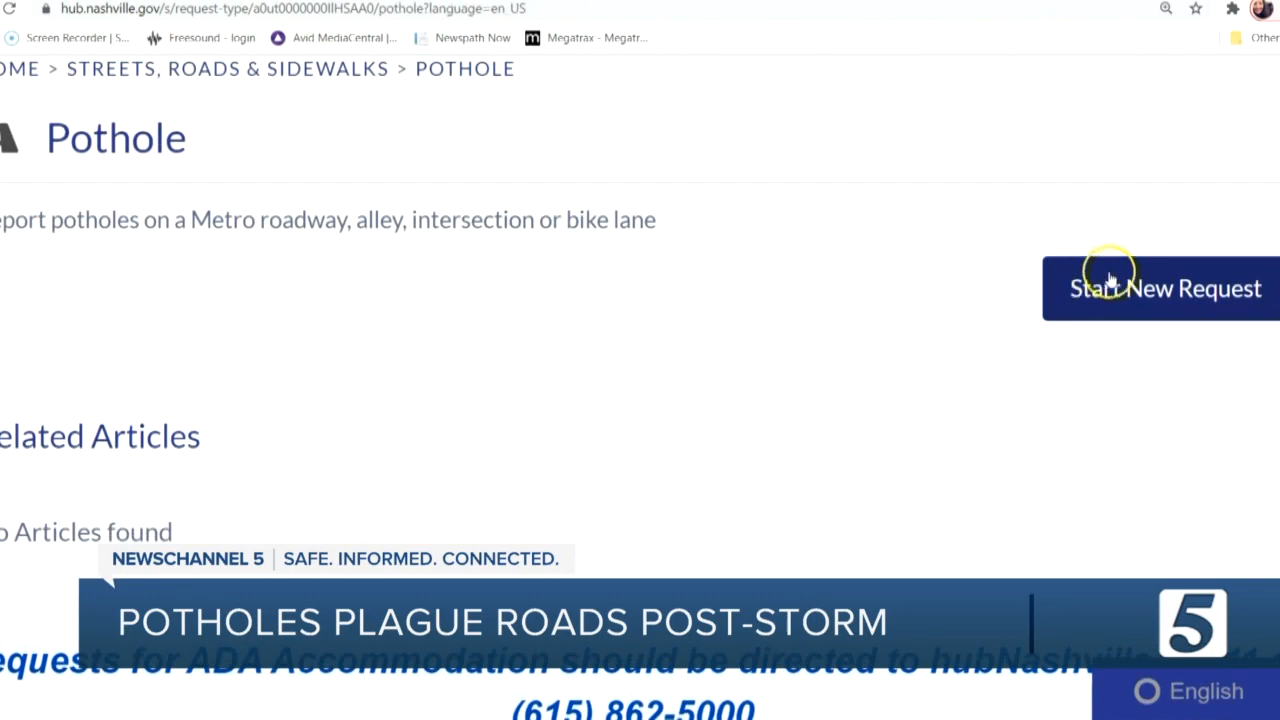 hub.nashville.gov/s/request-type/a0ut0000000IlHSAA0/pothole?language=en_US
Screen Recorder | S... Freesound - login Avid MediaCentral |... Newspath Now Megatrax - Megatr... Other
OME > STREETS, ROADS & SIDEWALKS > POTHOLE
Pothole
eport potholes on a Metro roadway, alley, intersection or bike lane
Start New Request
elated Articles
o Articles found
NEWSCHANNEL 5 | SAFE. INFORMED. CONNECTED.
POTHOLES PLAGUE ROADS POST-STORM
5
equests for ADA Accommodation should be directed to hubNashville
(615) 862-5000
English